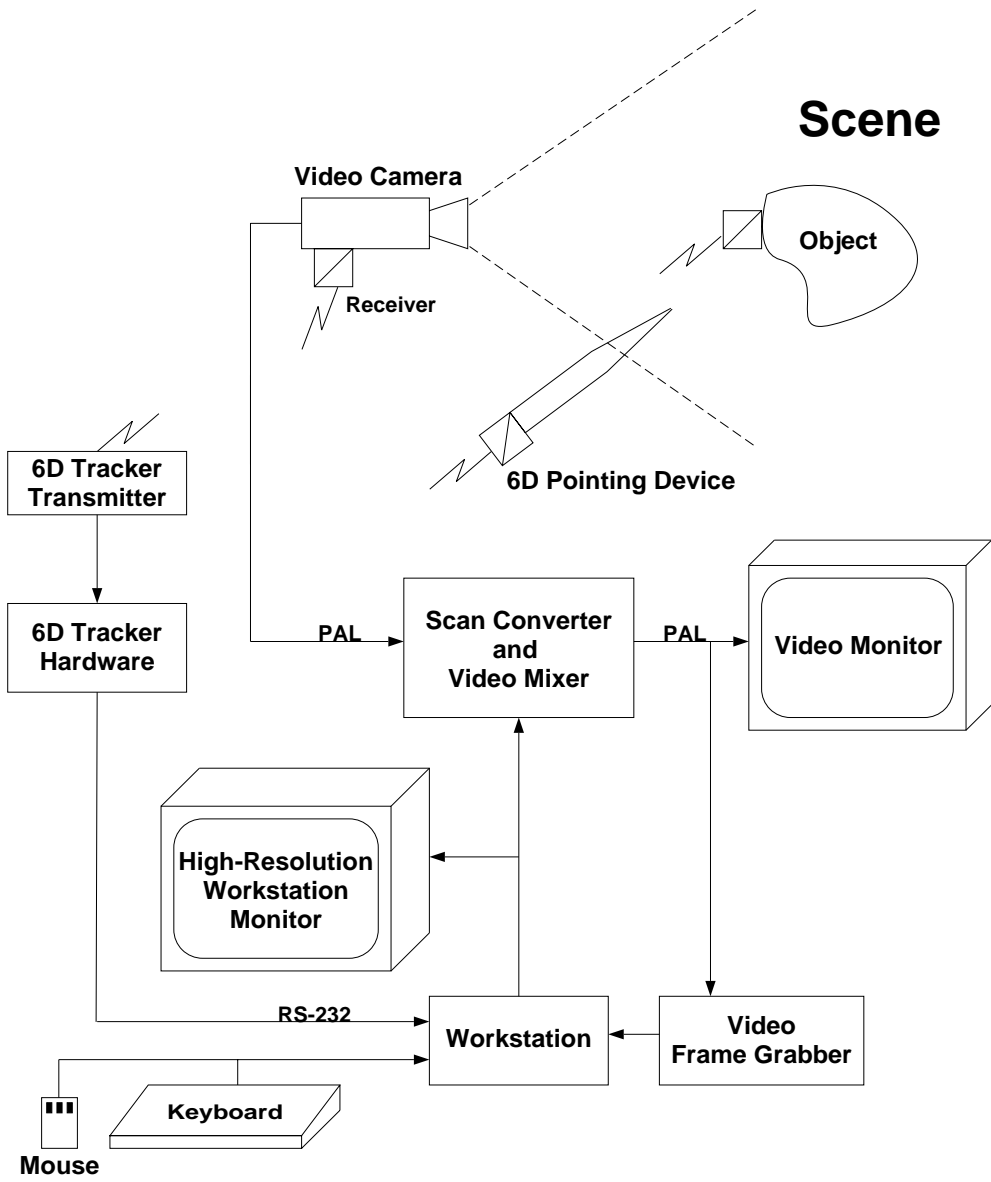 Scene
Video Camera
Object
Receiver
6D Tracker
Transmitter
6D Pointing Device
6D Tracker
Hardware
PAL
Scan Converter
and
Video Mixer
PAL
Video Monitor
High-Resolution
Workstation
Monitor
RS-232
Workstation
Video
Frame Grabber
Keyboard
Mouse